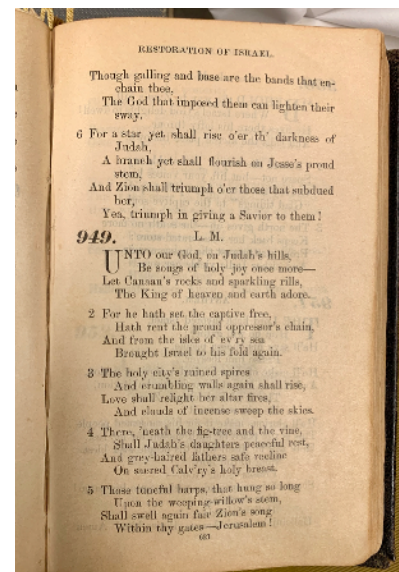 RESTORATION OF ISRAEL.
Though galling and base are the bands that en-
chain thee,
The God that imposed them can lighten their
sway,
6 For a star yet shall rise o'er th' darkness of
Judah,
A branch yet shall flourish on Jesse's proud
stem,
And Zion shall triumph o'er those that subdued
her,
Yea, triumph in giving a Savior to them!
949. L. M.
UNTO our God, on Judah's hills,
Be songs of holy joy once more—
Let Canaan's rocks and sparkling rills,
The King of heaven and earth adore.
2 For he hath set the captive free,
Hath rent the proud oppressor's chain,
And from the isles of ev'ry sea
Brought Israel to his fold again.
3 The holy city's ruined spires
And crumbling walls again shall rise,
Love shall relight her altar fires,
And clouds of incense sweep the skies.
4 There, 'neath the fig-tree and the vine,
Shall Judah's daughters peaceful rest,
And grey-haired fathers safe recline
On sacred Calv'ry's holy breast.
5 Those tuneful harps, that hung so long
Upon the weeping-willow's stem,
Shall swell again fair Zion's song
Within thy gates—Jerusalem!